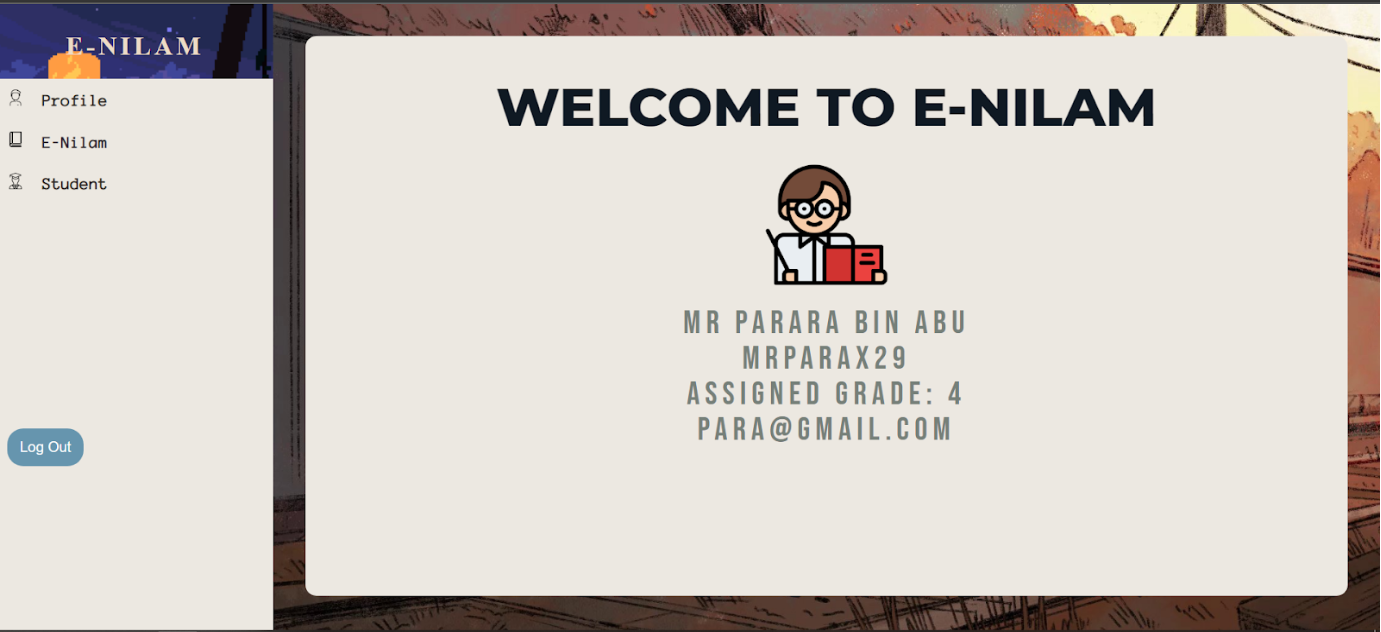 E-NILAM
Profile
E-Nilam
Student
Log Out
WELCOME TO E-NILAM
MR PARARA BIN ABU
MRPARAX29
ASSIGNED GRADE: 4
PARA@GMAIL.COM